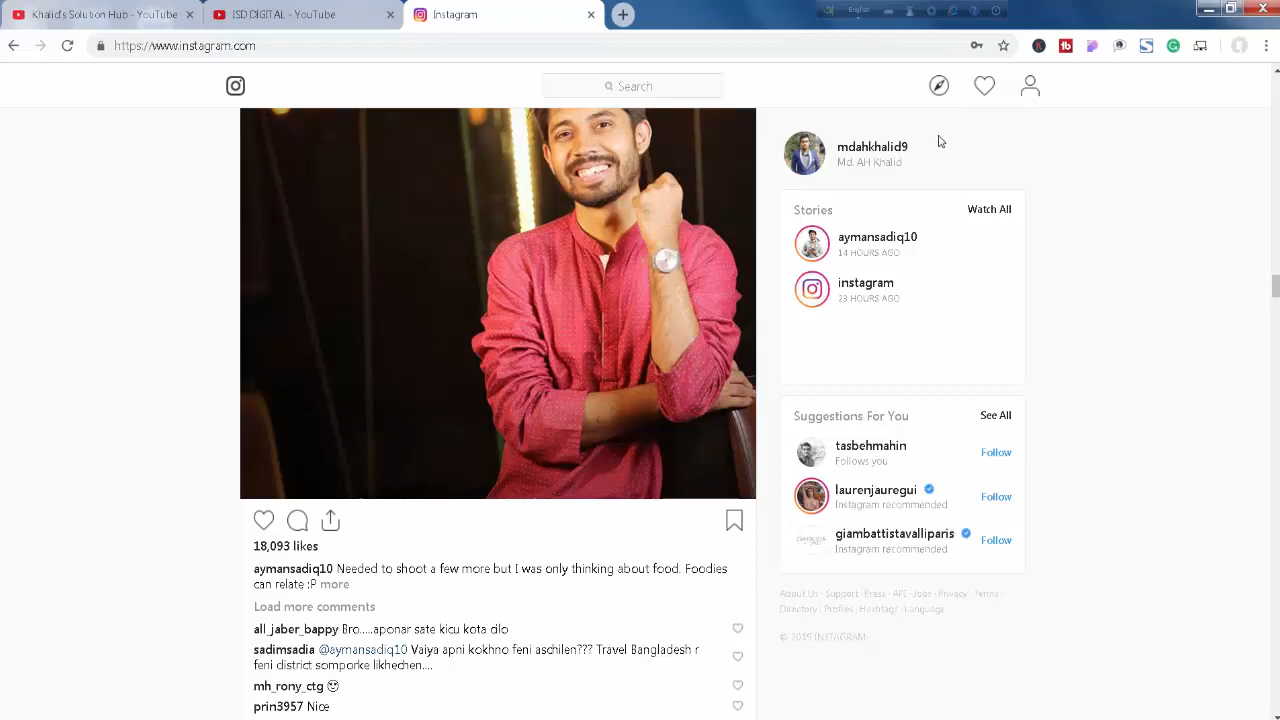 Khalid's Solution Here - YouTube
ISD DIGITAL - YouTube
Instagram
English
https://www.instagram.com
Search
mdahkhalid9
Md. AH Khalid
Stories
Watch All
aymansadiq10
14 HOURS AGO
instagram
23 HOURS AGO
Suggestions For You
See All
tasbehmahin
Follows you
Follow
laurenjauregui
Instagram recommended
Follow
giambattistavalliparis
Instagram recommended
Follow
About Us · Support · Press · API · Jobs · Privacy · Terms ·
Directory · Profiles · Hashtags · Language
© 2019 INSTAGRAM
18,093 likes
aymansadiq10 Needed to shoot a few more but I was only thinking about food. Foodies
can relate :P more
Load more comments
all_jaber_bappy Bro.....aponar sate kicu kota cilo
sadimsadia @aymansadiq10 Vaiya apni kokhno feni aschilen??? Travel Bangladesh r
feni district somporke likhechen....
mh_rony_ctg 😍
prin3957 Nice